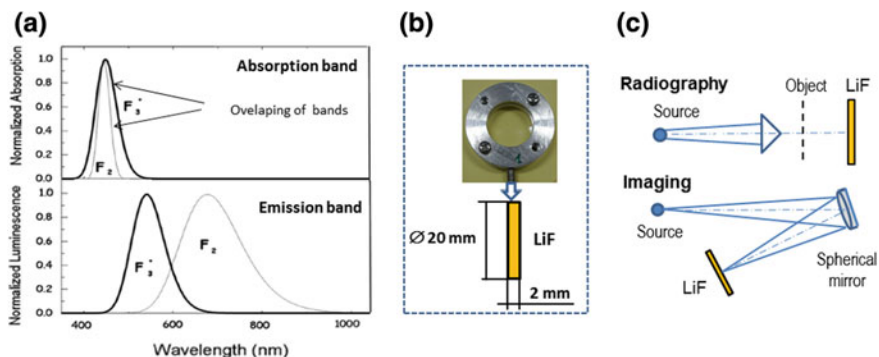 (a)
Normalized Absorption
1.0
0.8
0.6
0.4
0.2
0.0
Absorption band
F3+
Ovelaping of bands
F2
Normalized Luminescence
1.0
0.8
0.6
0.4
0.2
0.0
Emission band
F3+
F2
400 600 800 1000
Wavelength (nm)
(b)
Ø 20 mm
LiF
2 mm
(c)
Radiography
Object
LiF
Source
Imaging
Source
LiF
Spherical
mirror